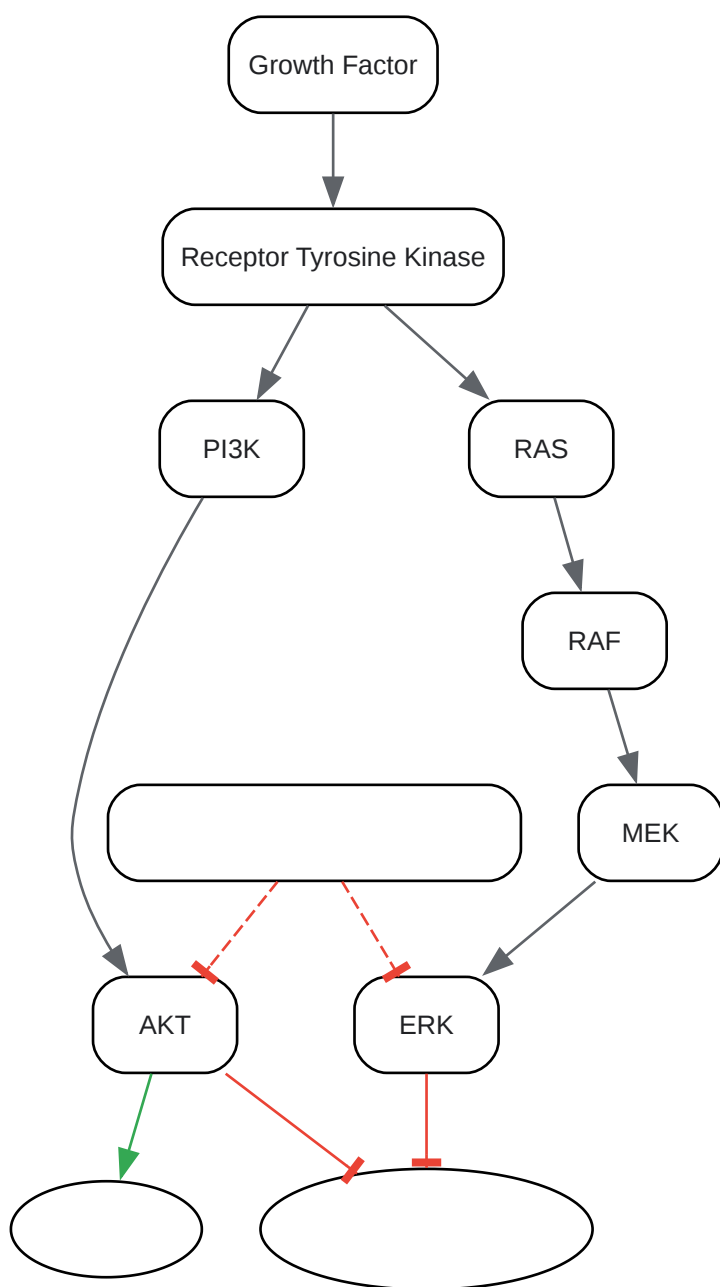 Growth Factor
Receptor Tyrosine Kinase
PI3K
RAS
RAF
MEK
AKT
ERK